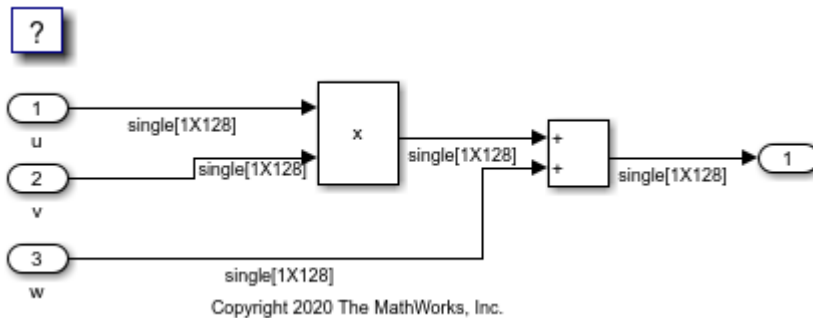 ?
1
single[1X128]
u
x
+
single[1X128]
2
single[1X128]
v
+
single[1X128]
1
3
single[1X128]
w
Copyright 2020 The MathWorks, Inc.